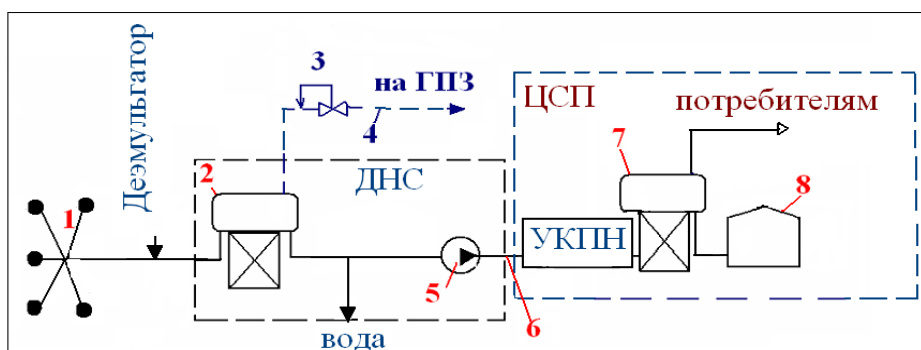 3
на ГПЗ
4
ЦСП
потребителям
Деэмульгатор
2
ДНС
7
8
1
УКПН
5
6
вода